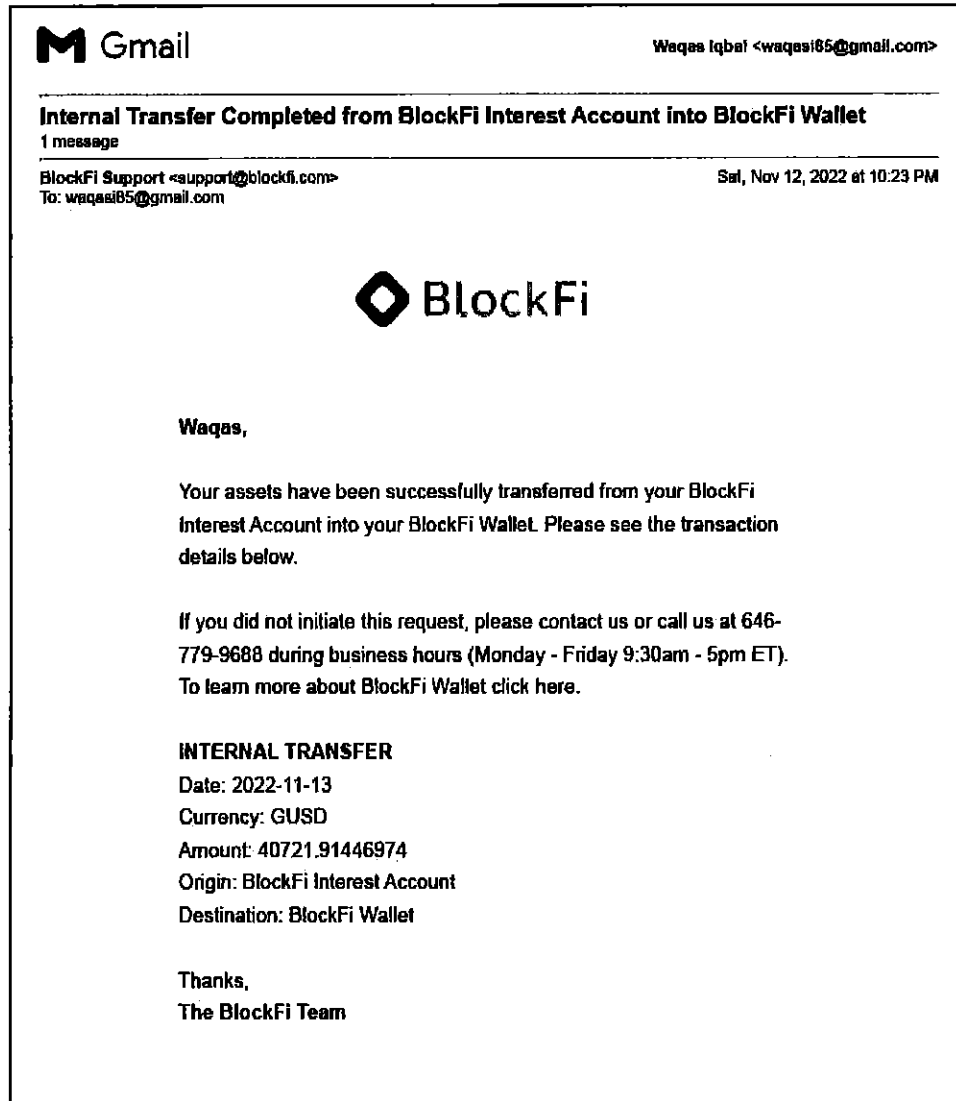 Gmail
Waqas Iqbal <waqasi85@gmail.com>
Internal Transfer Completed from BlockFi Interest Account into BlockFi Wallet
1 message
BlockFi Support <support@blockfi.com>
Sat, Nov 12, 2022 at 10:23 PM
To: waqasi85@gmail.com
BlockFi
Waqas,
Your assets have been successfully transferred from your BlockFi
Interest Account into your BlockFi Wallet. Please see the transaction
details below.
If you did not initiate this request, please contact us or call us at 646-
779-9688 during business hours (Monday - Friday 9:30am - 5pm ET).
To learn more about BlockFi Wallet click here.
INTERNAL TRANSFER
Date: 2022-11-13
Currency: GUSD
Amount: 40721.91446974
Origin: BlockFi Interest Account
Destination: BlockFi Wallet
Thanks,
The BlockFi Team